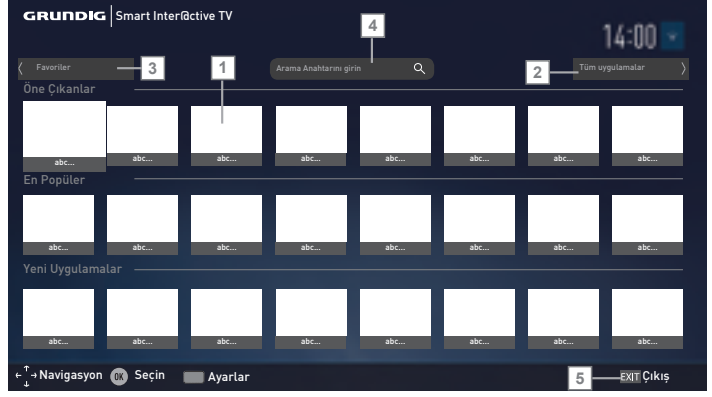 GRUNDIG Smart Inter@ctive TV
4
14:00
Favoriler 3 1 Arama Anahtarını girin 2 Tüm uygulamalar
Öne Çıkanlar
abc... abc... abc... abc... abc... abc... abc... abc...
En Popüler
abc... abc... abc... abc... abc... abc... abc... abc...
Yeni Uygulamalar
abc... abc... abc... abc... abc... abc... abc... abc...
Navigasyon OK Seçin Ayarlar 5 EXIT Çıkış